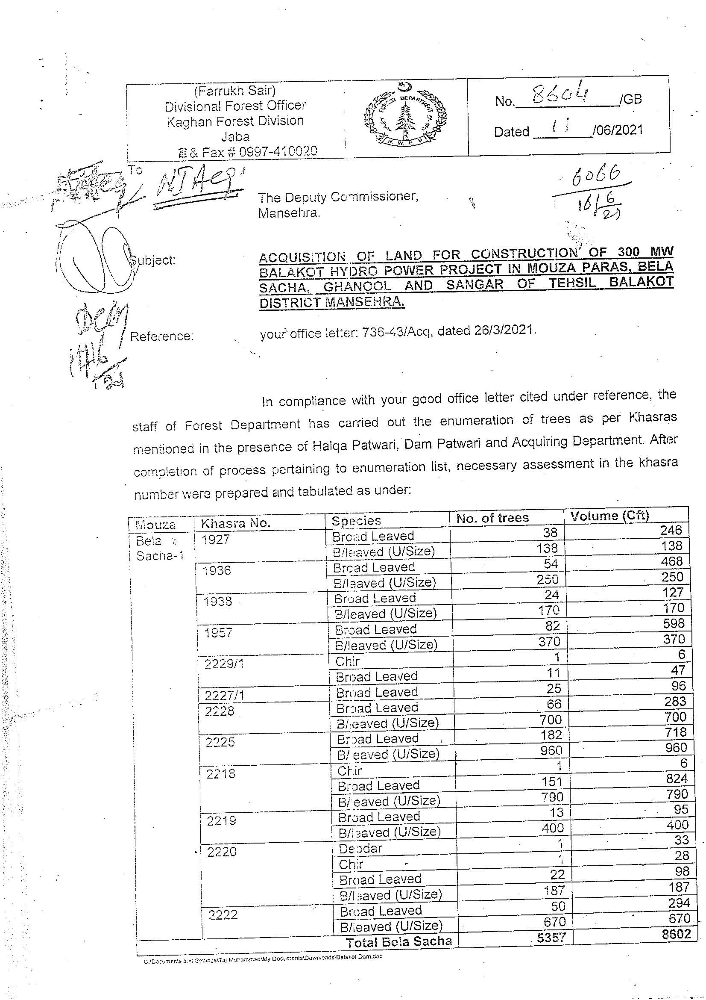 (Farrukh Sair)
Divisional Forest Officer
Kaghan Forest Division
Jaba
☎ & Fax # 0997-410020
FOREST DEPARTMENT
N.W.F.P
No. 8604 /GB
Dated 11 /06/2021
To
NTAcq
6066
16/6
21
The Deputy Commissioner,
Mansehra.
Subject:
ACQUISITION OF LAND FOR CONSTRUCTION OF 300 MW
BALAKOT HYDRO POWER PROJECT IN MOUZA PARAS, BELA
SACHA, GHANOOL AND SANGAR OF TEHSIL BALAKOT
DISTRICT MANSEHRA.
Reference:
your office letter: 736-43/Acq, dated 26/3/2021.
In compliance with your good office letter cited under reference, the
staff of Forest Department has carried out the enumeration of trees as per Khasras
mentioned in the presence of Halqa Patwari, Dam Patwari and Acquiring Department. After
completion of process pertaining to enumeration list, necessary assessment in the khasra
number were prepared and tabulated as under:
Mouza Khasra No. Species No. of trees Volume (Cft)
Bela 1927 Broad Leaved 38 246
Sacha-1 B/leaved (U/Size) 138 138
1936 Broad Leaved 54 468
B/leaved (U/Size) 250 250
1938 Broad Leaved 24 127
B/leaved (U/Size) 170 170
1957 Broad Leaved 82 598
B/leaved (U/Size) 370 370
2229/1 Chir 1 6
Broad Leaved 11 47
2227/1 Broad Leaved 25 96
2228 Broad Leaved 66 283
B/leaved (U/Size) 700 700
2225 Broad Leaved 182 718
B/leaved (U/Size) 960 960
2218 Chir 1 6
Broad Leaved 151 824
B/leaved (U/Size) 790 790
2219 Broad Leaved 13 95
B/leaved (U/Size) 400 400
2220 Deodar 1 33
Chir 1 28
Broad Leaved 22 98
B/leaved (U/Size) 187 187
2222 Broad Leaved 50 294
B/leaved (U/Size) 670 670
Total Bela Sacha 5357 8602
C:\Documents and Settings\Taj Muhammad\My Documents\Downloads\Balakot Dam.doc